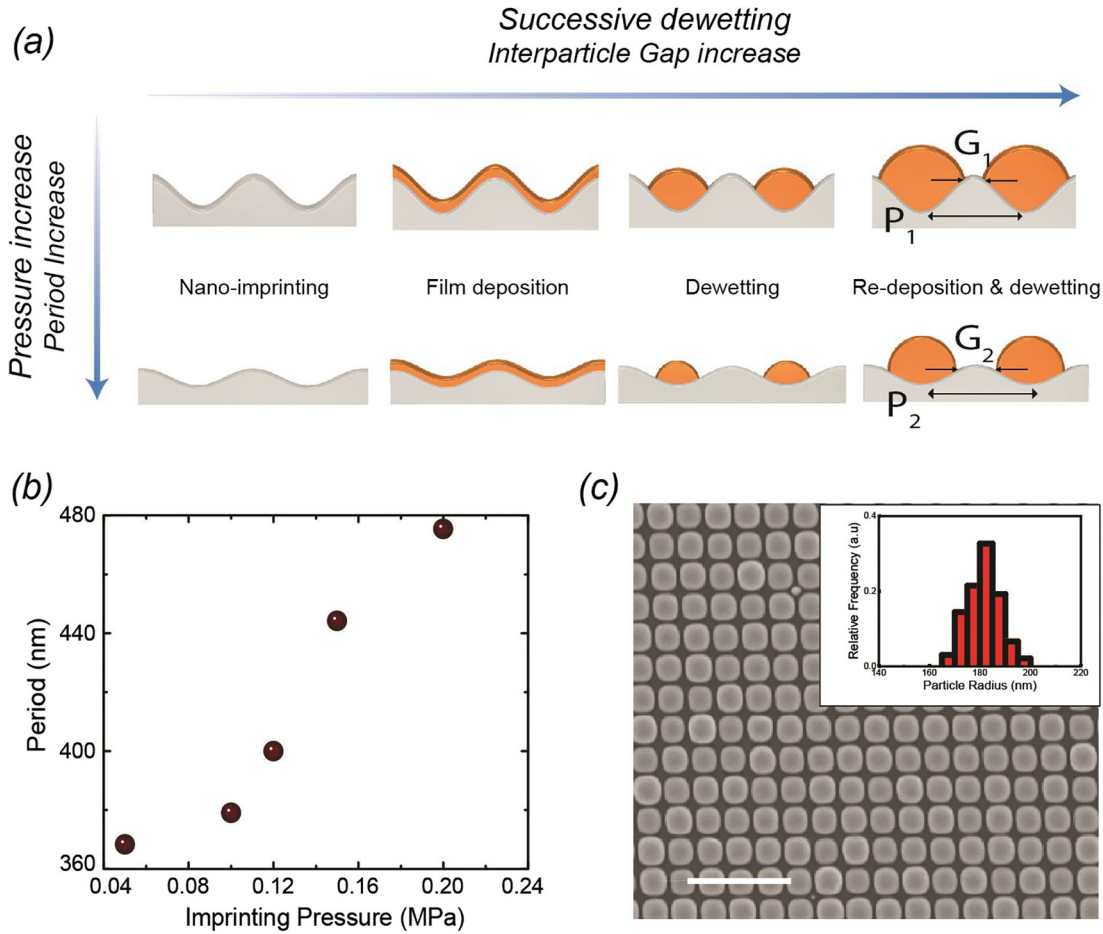 (a)
Successive dewetting
Interparticle Gap increase
Pressure increase
Period Increase
G1
P1
Nano-imprinting
Film deposition
Dewetting
Re-deposition & dewetting
G2
P2
(b)
480
440
400
360
Period (nm)
0.04 0.08 0.12 0.16 0.20 0.24
Imprinting Pressure (MPa)
(c)
0.4
0.2
0.0
Relative Frequency (a.u)
140 160 180 200 220
Particle Radius (nm)